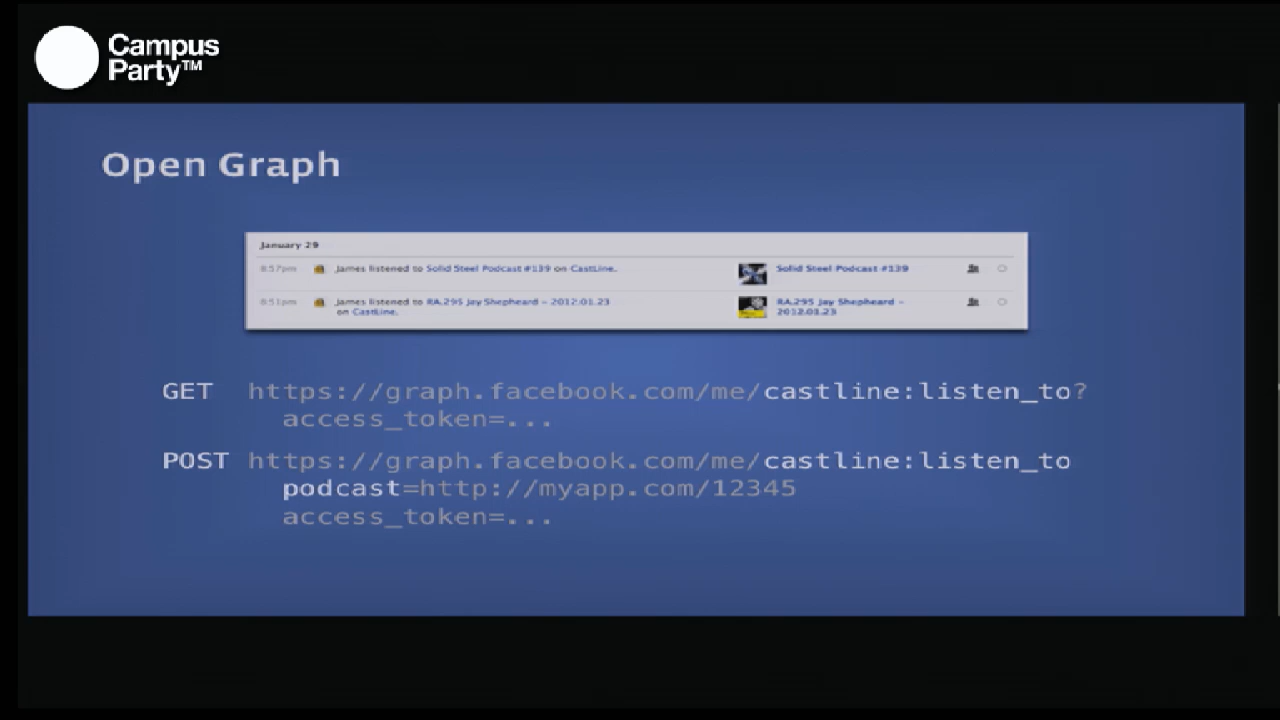 Campus
Party™
Open Graph
January 29
8:57pm James listened to Solid Steel Podcast #139 on CastLine. Solid Steel Podcast #139
8:51pm James listened to RA.295 Jay Shepheard – 2012.01.23 RA.295 Jay Shepheard –
on CastLine. 2012.01.23
GET https://graph.facebook.com/me/castline:listen_to?
access_token=...
POST https://graph.facebook.com/me/castline:listen_to
podcast=http://myapp.com/12345
access_token=...